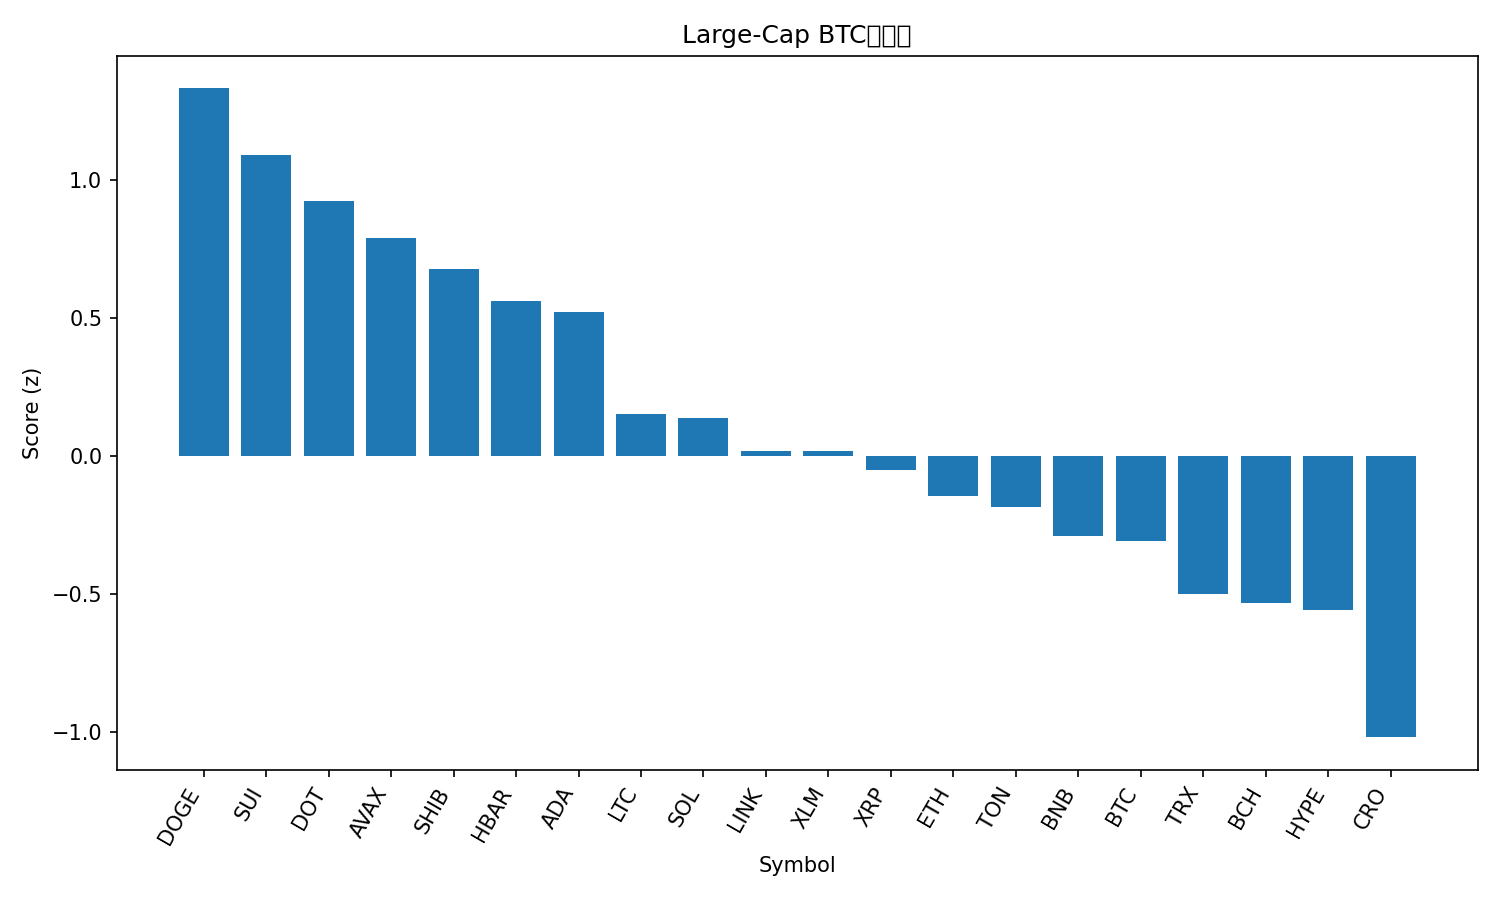 Large-Cap BTC
1.0
0.5
0.0
−0.5
−1.0
Score (z)
DOGE
SUI
DOT
AVAX
SHIB
HBAR
ADA
LTC
SOL
LINK
XLM
XRP
ETH
TON
BNB
BTC
TRX
BCH
HYPE
CRO
Symbol